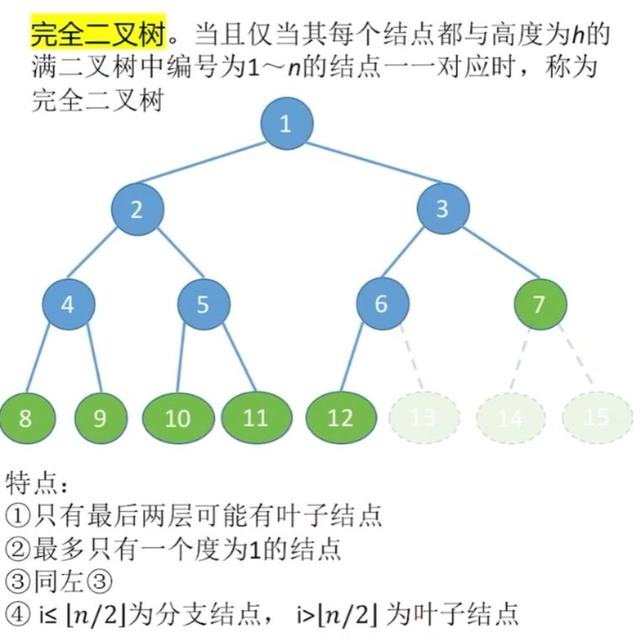 完全二叉树。当且仅当其每个结点都与高度为h的
满二叉树中编号为1～n的结点一一对应时，称为
完全二叉树
1
2
3
4
5
6
7
8
9
10
11
12
13
14
15
特点：
①只有最后两层可能有叶子结点
②最多只有一个度为1的结点
③同左③
④ i≤ ⌊n/2⌋为分支结点， i>⌊n/2⌋ 为叶子结点